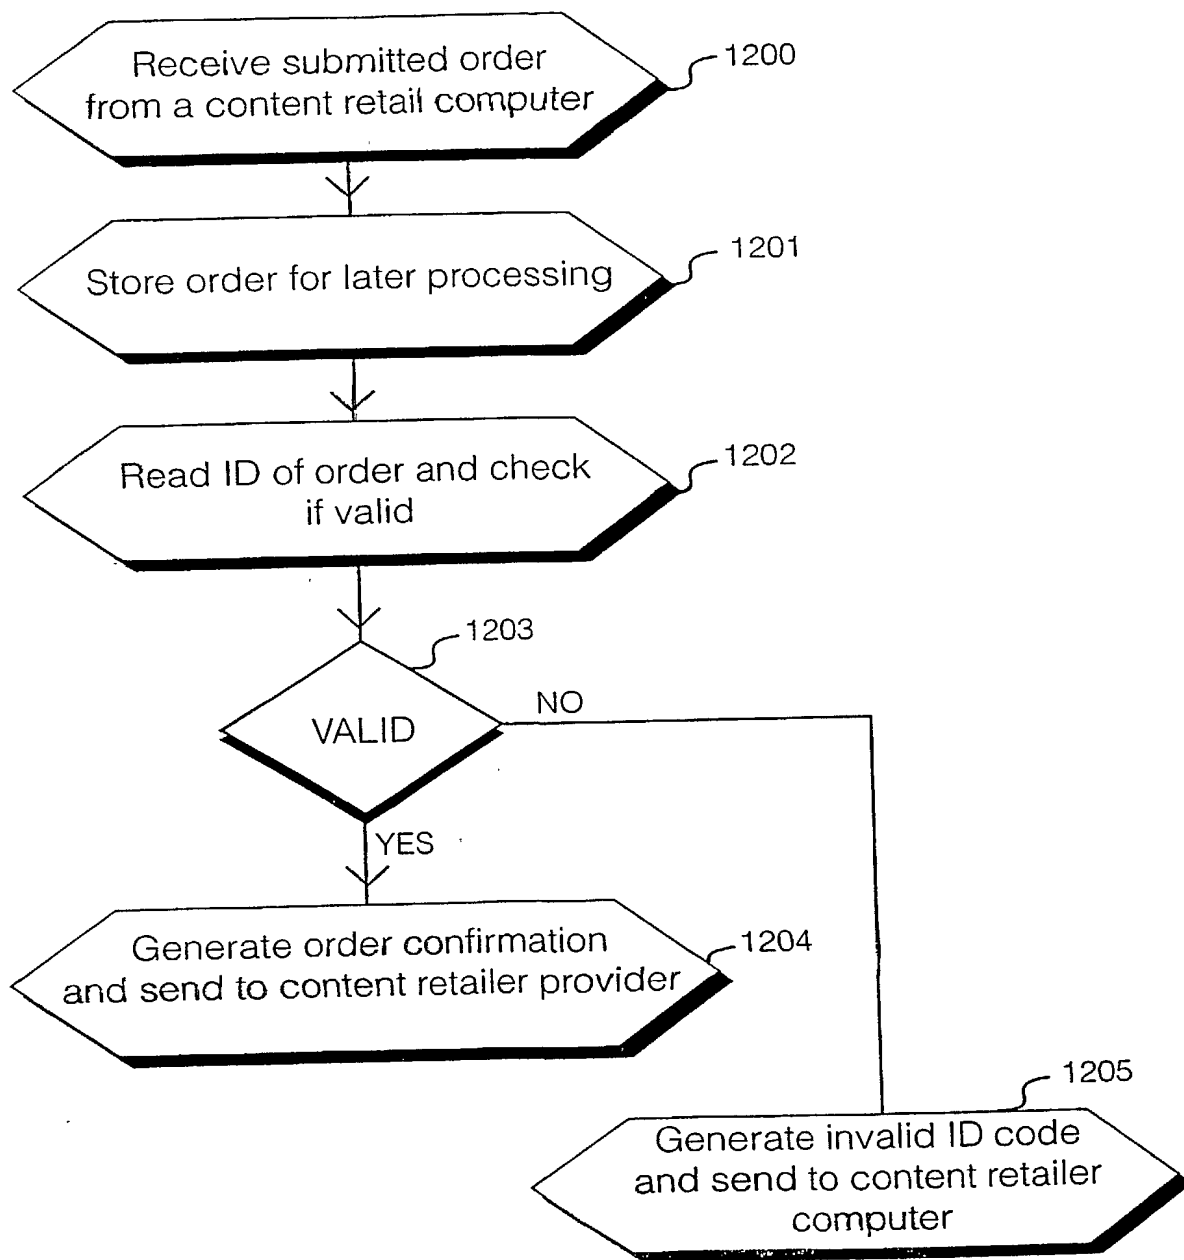 Receive submitted order
from a content retail computer
1200
Store order for later processing
1201
Read ID of order and check
if valid
1202
1203
VALID
NO
YES
Generate order confirmation
and send to content retailer provider
1204
1205
Generate invalid ID code
and send to content retailer
computer